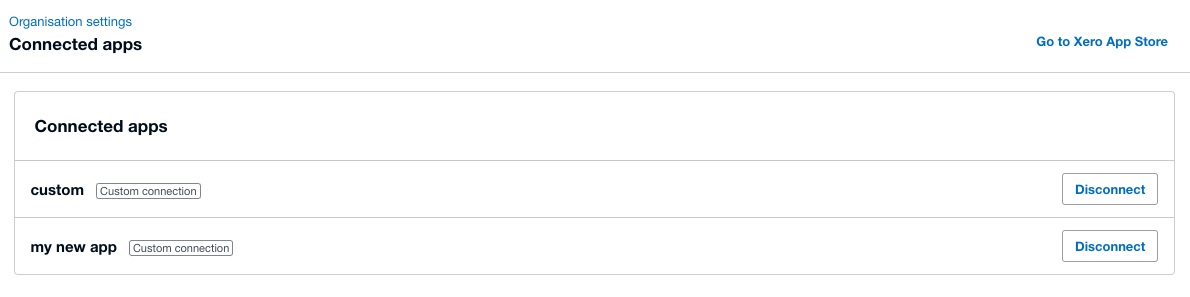 Organisation settings
Connected apps
Go to Xero App Store
Connected apps
custom Custom connection Disconnect
my new app Custom connection Disconnect